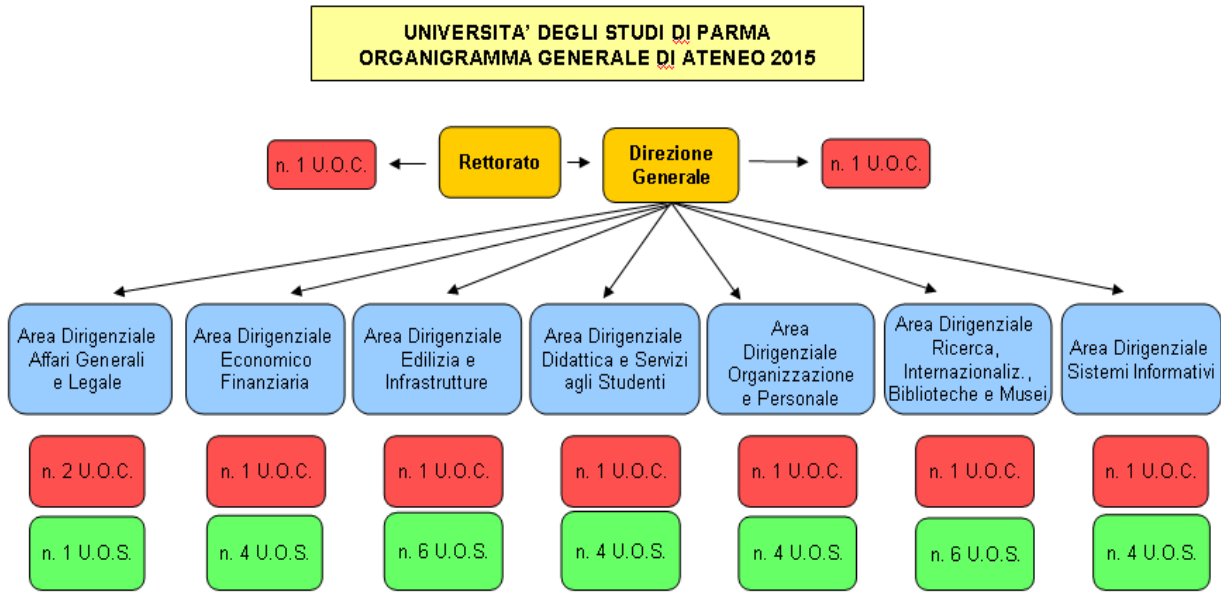 UNIVERSITA' DEGLI STUDI DI PARMA
ORGANIGRAMMA GENERALE DI ATENEO 2015
n. 1 U.O.C.
Rettorato
Direzione
Generale
n. 1 U.O.C.
Area Dirigenziale
Affari Generali
e Legale
Area Dirigenziale
Economico
Finanziaria
Area Dirigenziale
Edilizia e
Infrastrutture
Area Dirigenziale
Didattica e Servizi
agli Studenti
Area
Dirigenziale
Organizzazione
e Personale
Area Dirigenziale
Ricerca,
Internazionaliz.,
Biblioteche e Musei
Area Dirigenziale
Sistemi Informativi
n. 2 U.O.C.
n. 1 U.O.C.
n. 1 U.O.C.
n. 1 U.O.C.
n. 1 U.O.C.
n. 1 U.O.C.
n. 1 U.O.C.
n. 1 U.O.S.
n. 4 U.O.S.
n. 6 U.O.S.
n. 4 U.O.S.
n. 4 U.O.S.
n. 6 U.O.S.
n. 4 U.O.S.